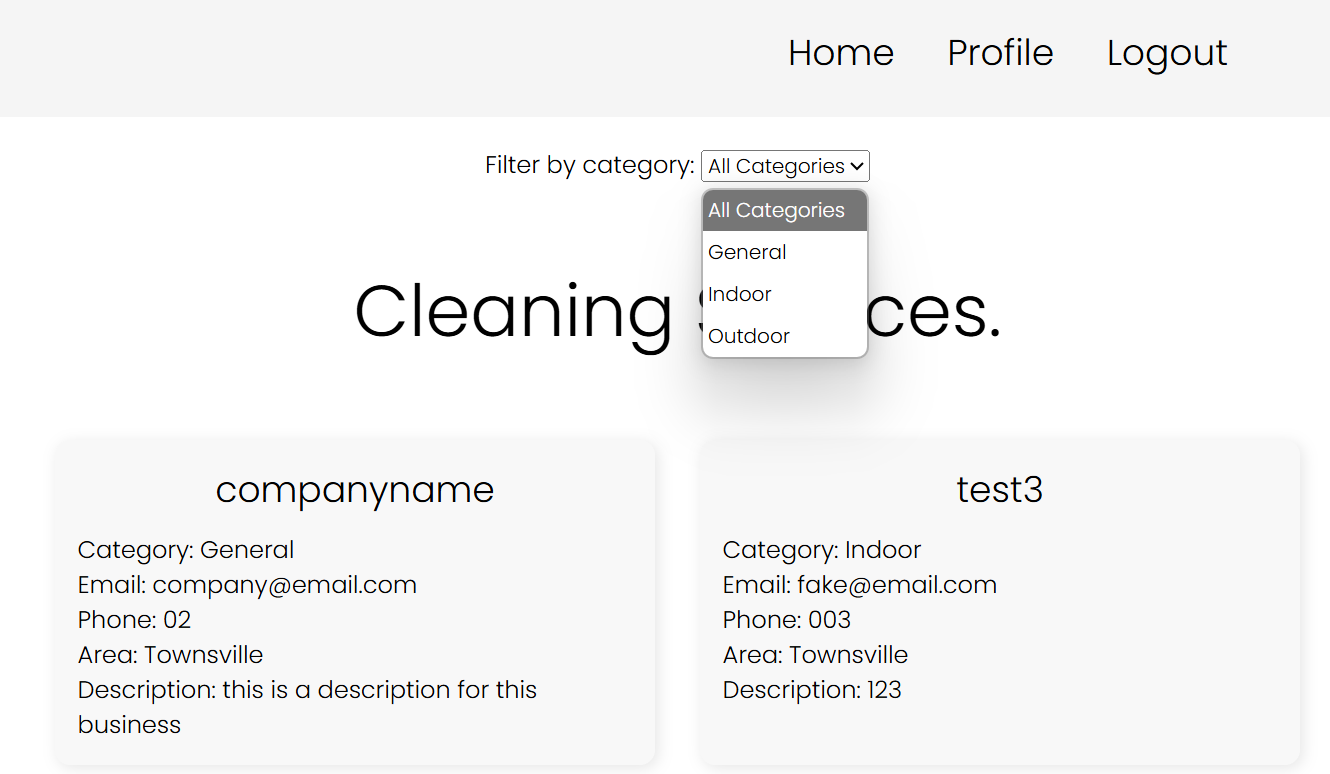 Home Profile Logout
Filter by category: All Categories
All Categories
General
Indoor
Outdoor
Cleaning ces.
companyname
Category: General
Email: company@email.com
Phone: 02
Area: Townsville
Description: this is a description for this
business
test3
Category: Indoor
Email: fake@email.com
Phone: 003
Area: Townsville
Description: 123